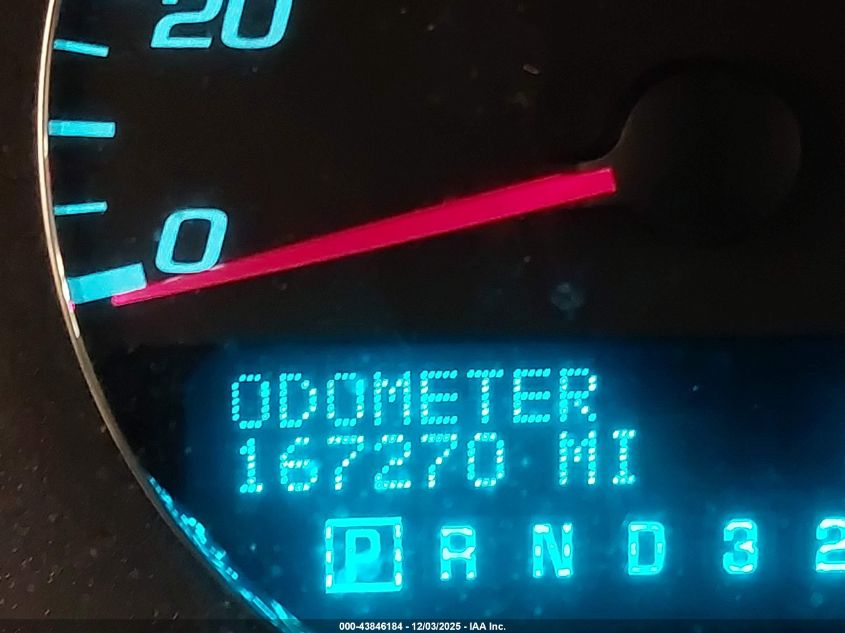 20
0
ODOMETER
167270 MI
P R N D 3 2
000-43846184 - 12/03/2025 - IAA Inc.